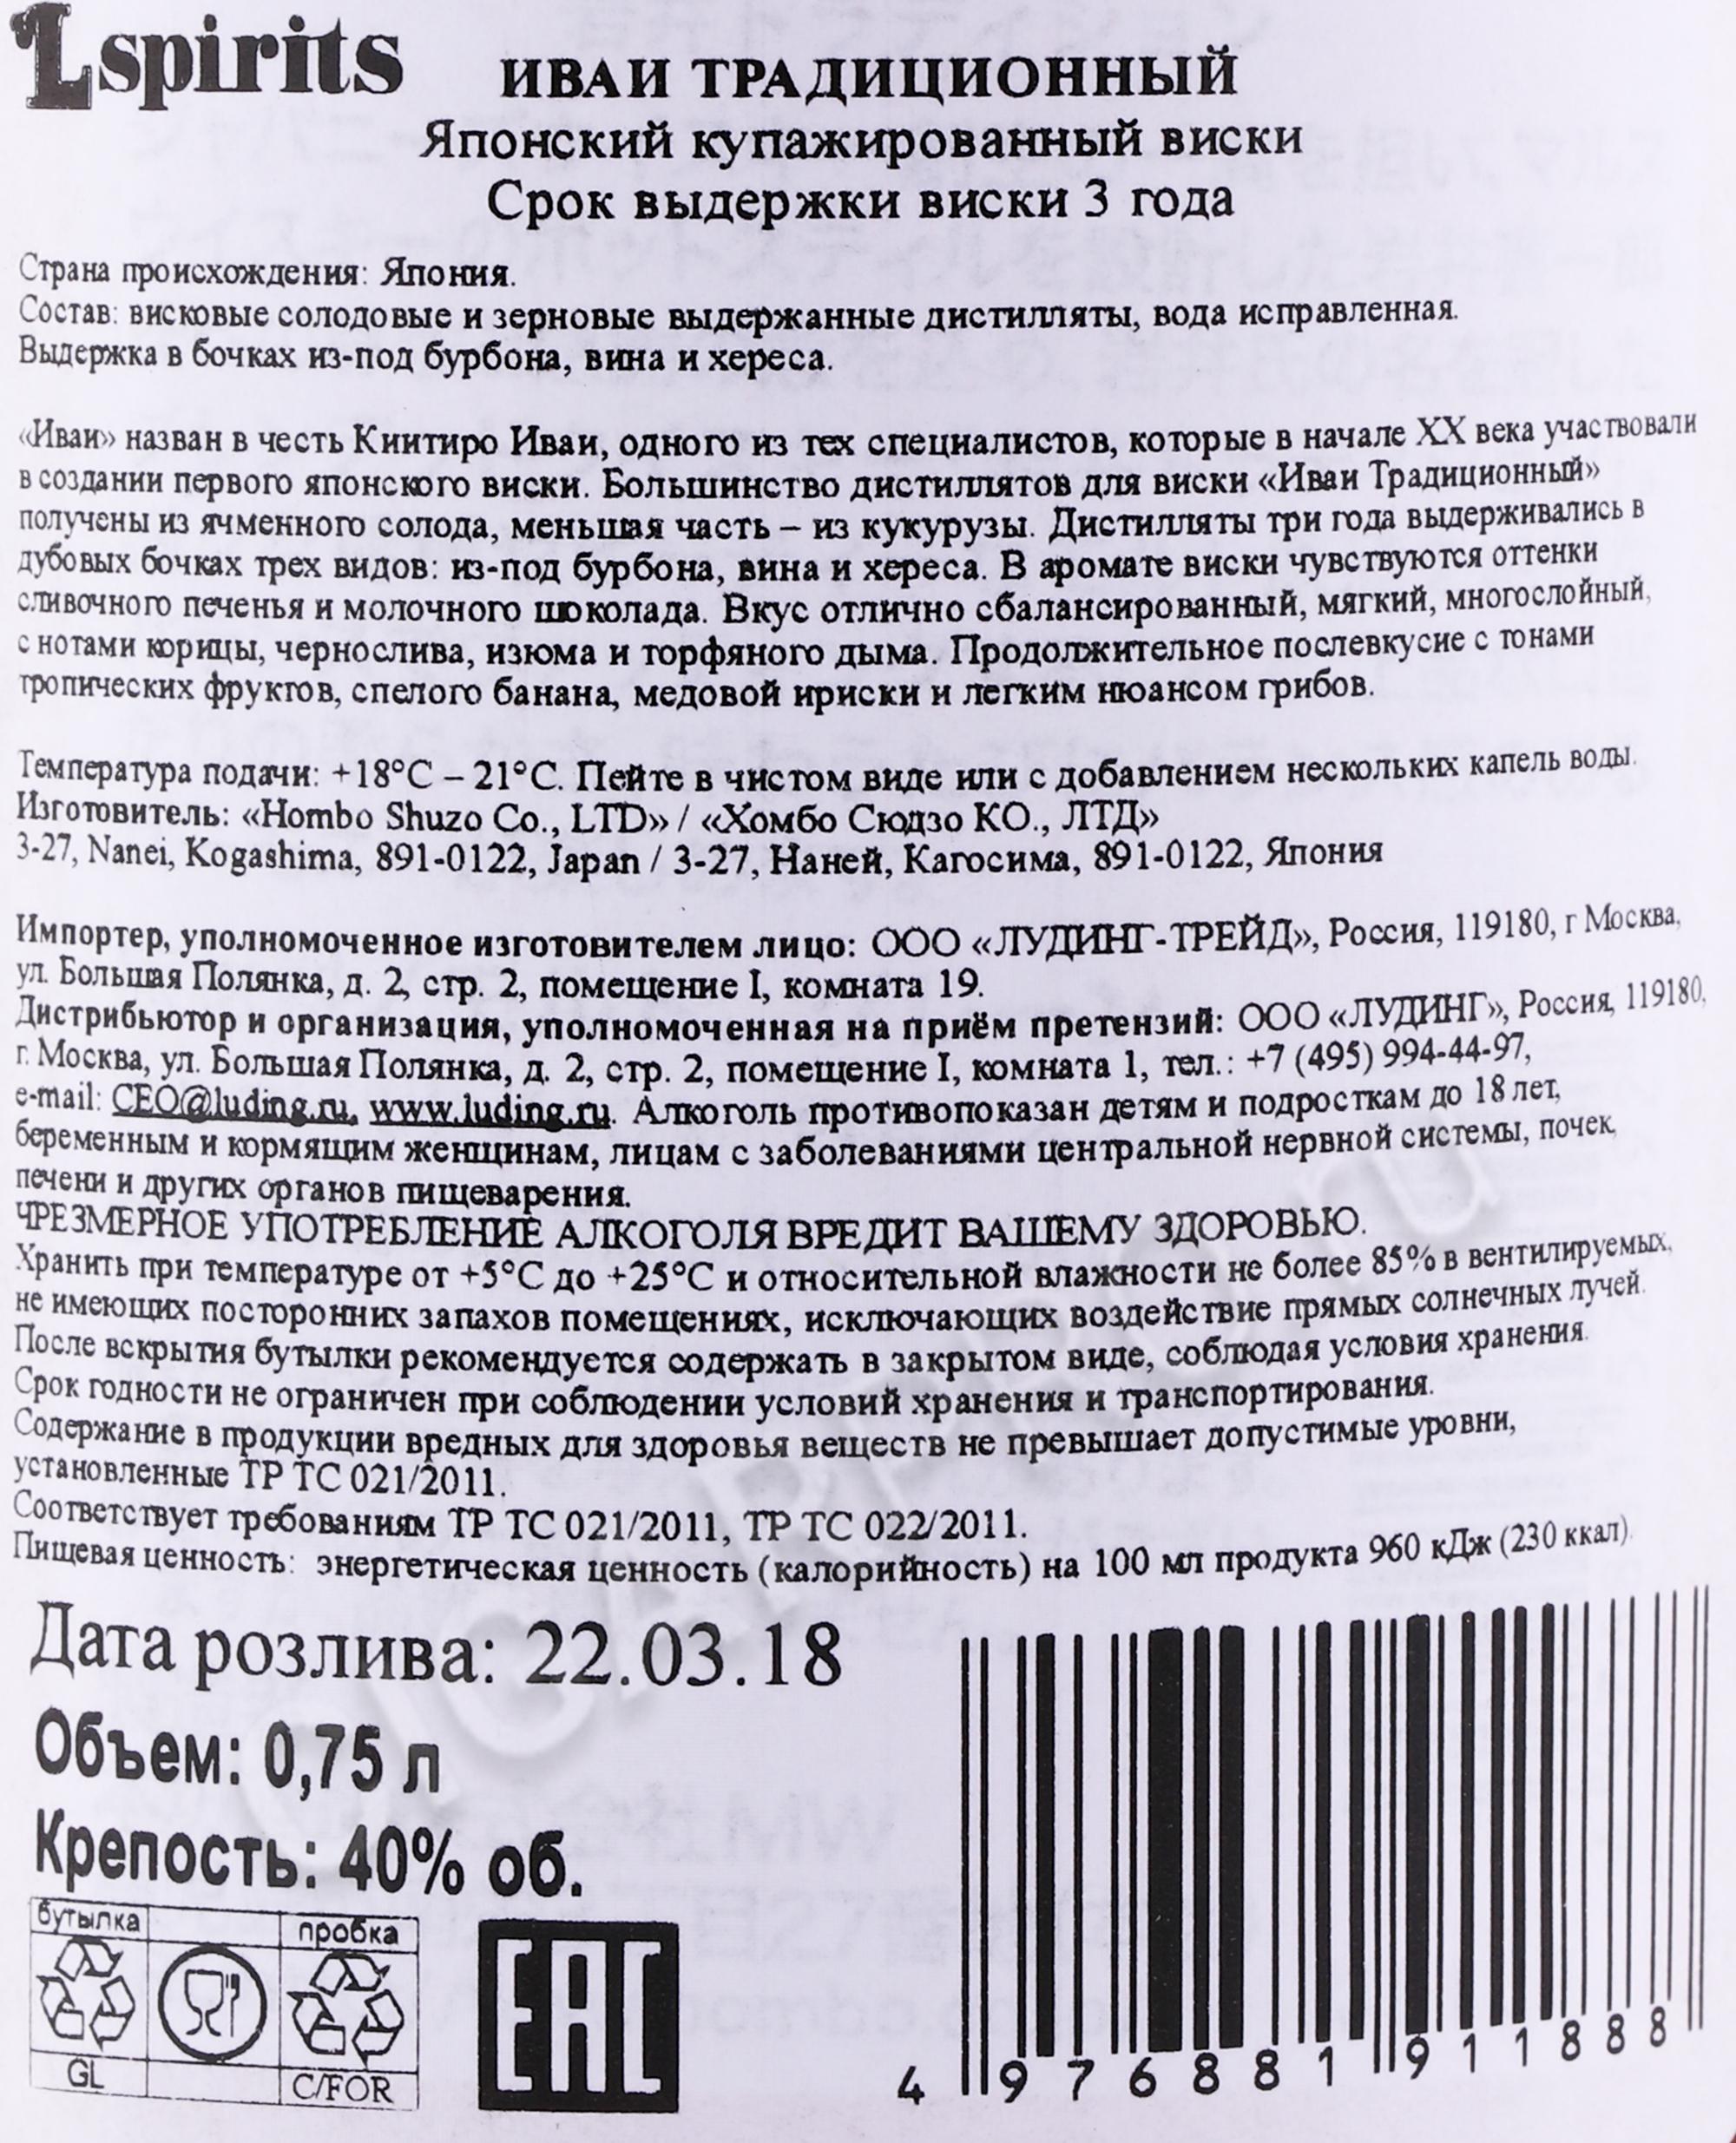 Lspirits
ИВАИ ТРАДИЦИОННЫЙ
Японский купажированный виски
Срок выдержки виски 3 года
Страна происхождения: Япония.
Состав: висковые солодовые и зерновые выдержанные дистилляты, вода исправленная.
Выдержка в бочках из-под бурбона, вина и хереса.
«Иваи» назван в честь Киитиро Иваи, одного из тех специалистов, которые в начале XX века участвовали
в создании первого японского виски. Большинство дистиллятов для виски «Иваи Традиционный»
получены из ячменного солода, меньшая часть – из кукурузы. Дистилляты три года выдерживались в
дубовых бочках трех видов: из-под бурбона, вина и хереса. В аромате виски чувствуются оттенки
сливочного печенья и молочного шоколада. Вкус отлично сбалансированный, мягкий, многослойный,
с нотами корицы, чернослива, изюма и торфяного дыма. Продолжительное послевкусие с тонами
тропических фруктов, спелого банана, медовой ириски и легким нюансом грибов.
Температура подачи: +18°C – 21°C. Пейте в чистом виде или с добавлением нескольких капель воды.
Изготовитель: «Hombo Shuzo Co., LTD» / «Хомбо Сюдзо КО., ЛТД»
3-27, Nanei, Kogashima, 891-0122, Japan / 3-27, Наней, Кагосима, 891-0122, Япония
Импортер, уполномоченное изготовителем лицо: ООО «ЛУДИНГ-ТРЕЙД», Россия, 119180, г Москва,
ул. Большая Полянка, д. 2, стр. 2, помещение I, комната 19.
Дистрибьютор и организация, уполномоченная на приём претензий: ООО «ЛУДИНГ», Россия, 119180,
г. Москва, ул. Большая Полянка, д. 2, стр. 2, помещение I, комната 1, тел.: +7 (495) 994-44-97,
e-mail: CEO@luding.ru, www.luding.ru. Алкоголь противопоказан детям и подросткам до 18 лет,
беременным и кормящим женщинам, лицам с заболеваниями центральной нервной системы, почек,
печени и других органов пищеварения.
ЧРЕЗМЕРНОЕ УПОТРЕБЛЕНИЕ АЛКОГОЛЯ ВРЕДИТ ВАШЕМУ ЗДОРОВЬЮ.
Хранить при температуре от +5°C до +25°C и относительной влажности не более 85% в вентилируемых,
не имеющих посторонних запахов помещениях, исключающих воздействие прямых солнечных лучей.
После вскрытия бутылки рекомендуется содержать в закрытом виде, соблюдая условия хранения.
Срок годности не ограничен при соблюдении условий хранения и транспортирования.
Содержание в продукции вредных для здоровья веществ не превышает допустимые уровни,
установленные ТР ТС 021/2011.
Соответствует требованиям ТР ТС 021/2011, ТР ТС 022/2011.
Пищевая ценность: энергетическая ценность (калорийность) на 100 мл продукта 960 кДж (230 ккал).
Дата розлива: 22.03.18
Объем: 0,75 л
Крепость: 40% об.
бутылка
пробка
GL
C/FOR
EAC
4 976881 911888
CIGARPRO.ru